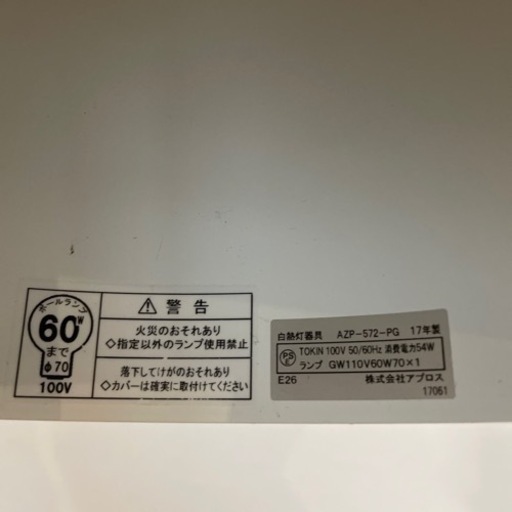 ボールランプ
60W
まで
φ70
100V
⚠ 警告
火災のおそれあり
◇指定以外のランプ使用禁止
落下してけがのおそれあり
◇カバーは確実に取付けてください
白熱灯器具 AZP-572-PG 17年製
PS E TOKIN 100V 50/60Hz 消費電力54W
ランプ GW110V60W70×1
E26 株式会社アプロス
17061